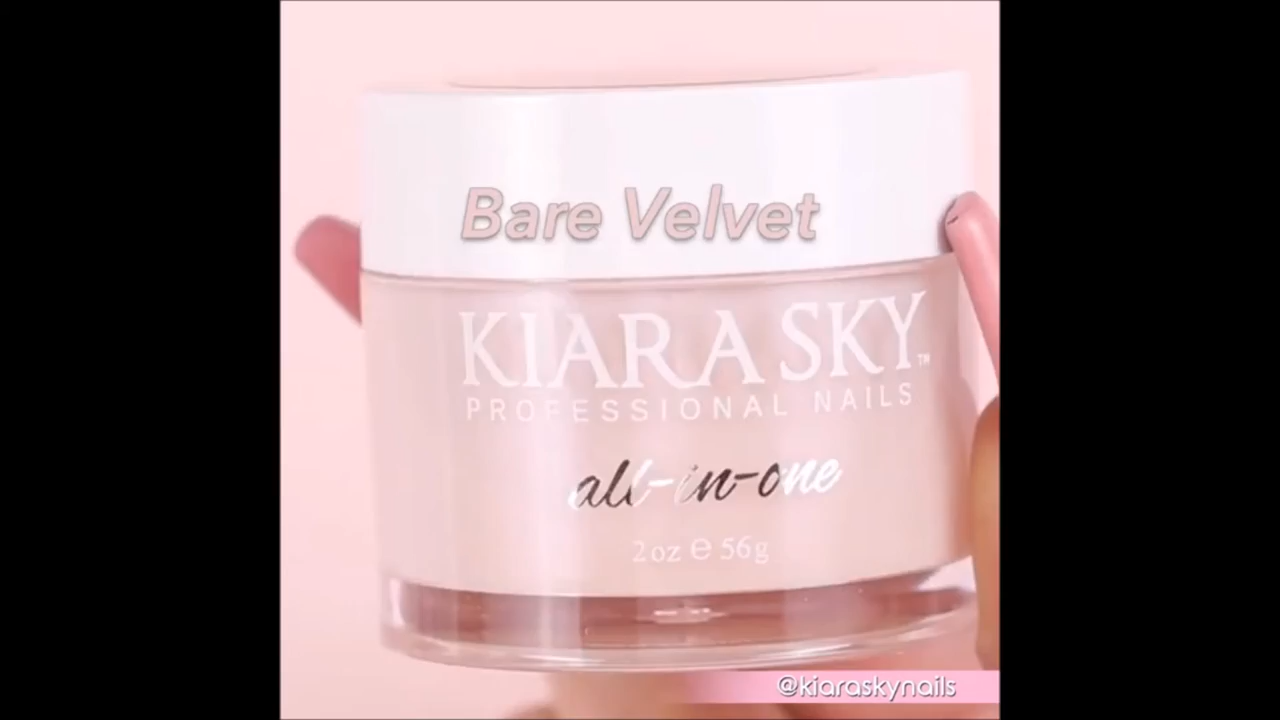 Bare Velvet
KIARA SKY™
PROFESSIONAL NAILS
all-in-one
2 oz ℮ 56g
@kiaraskynails